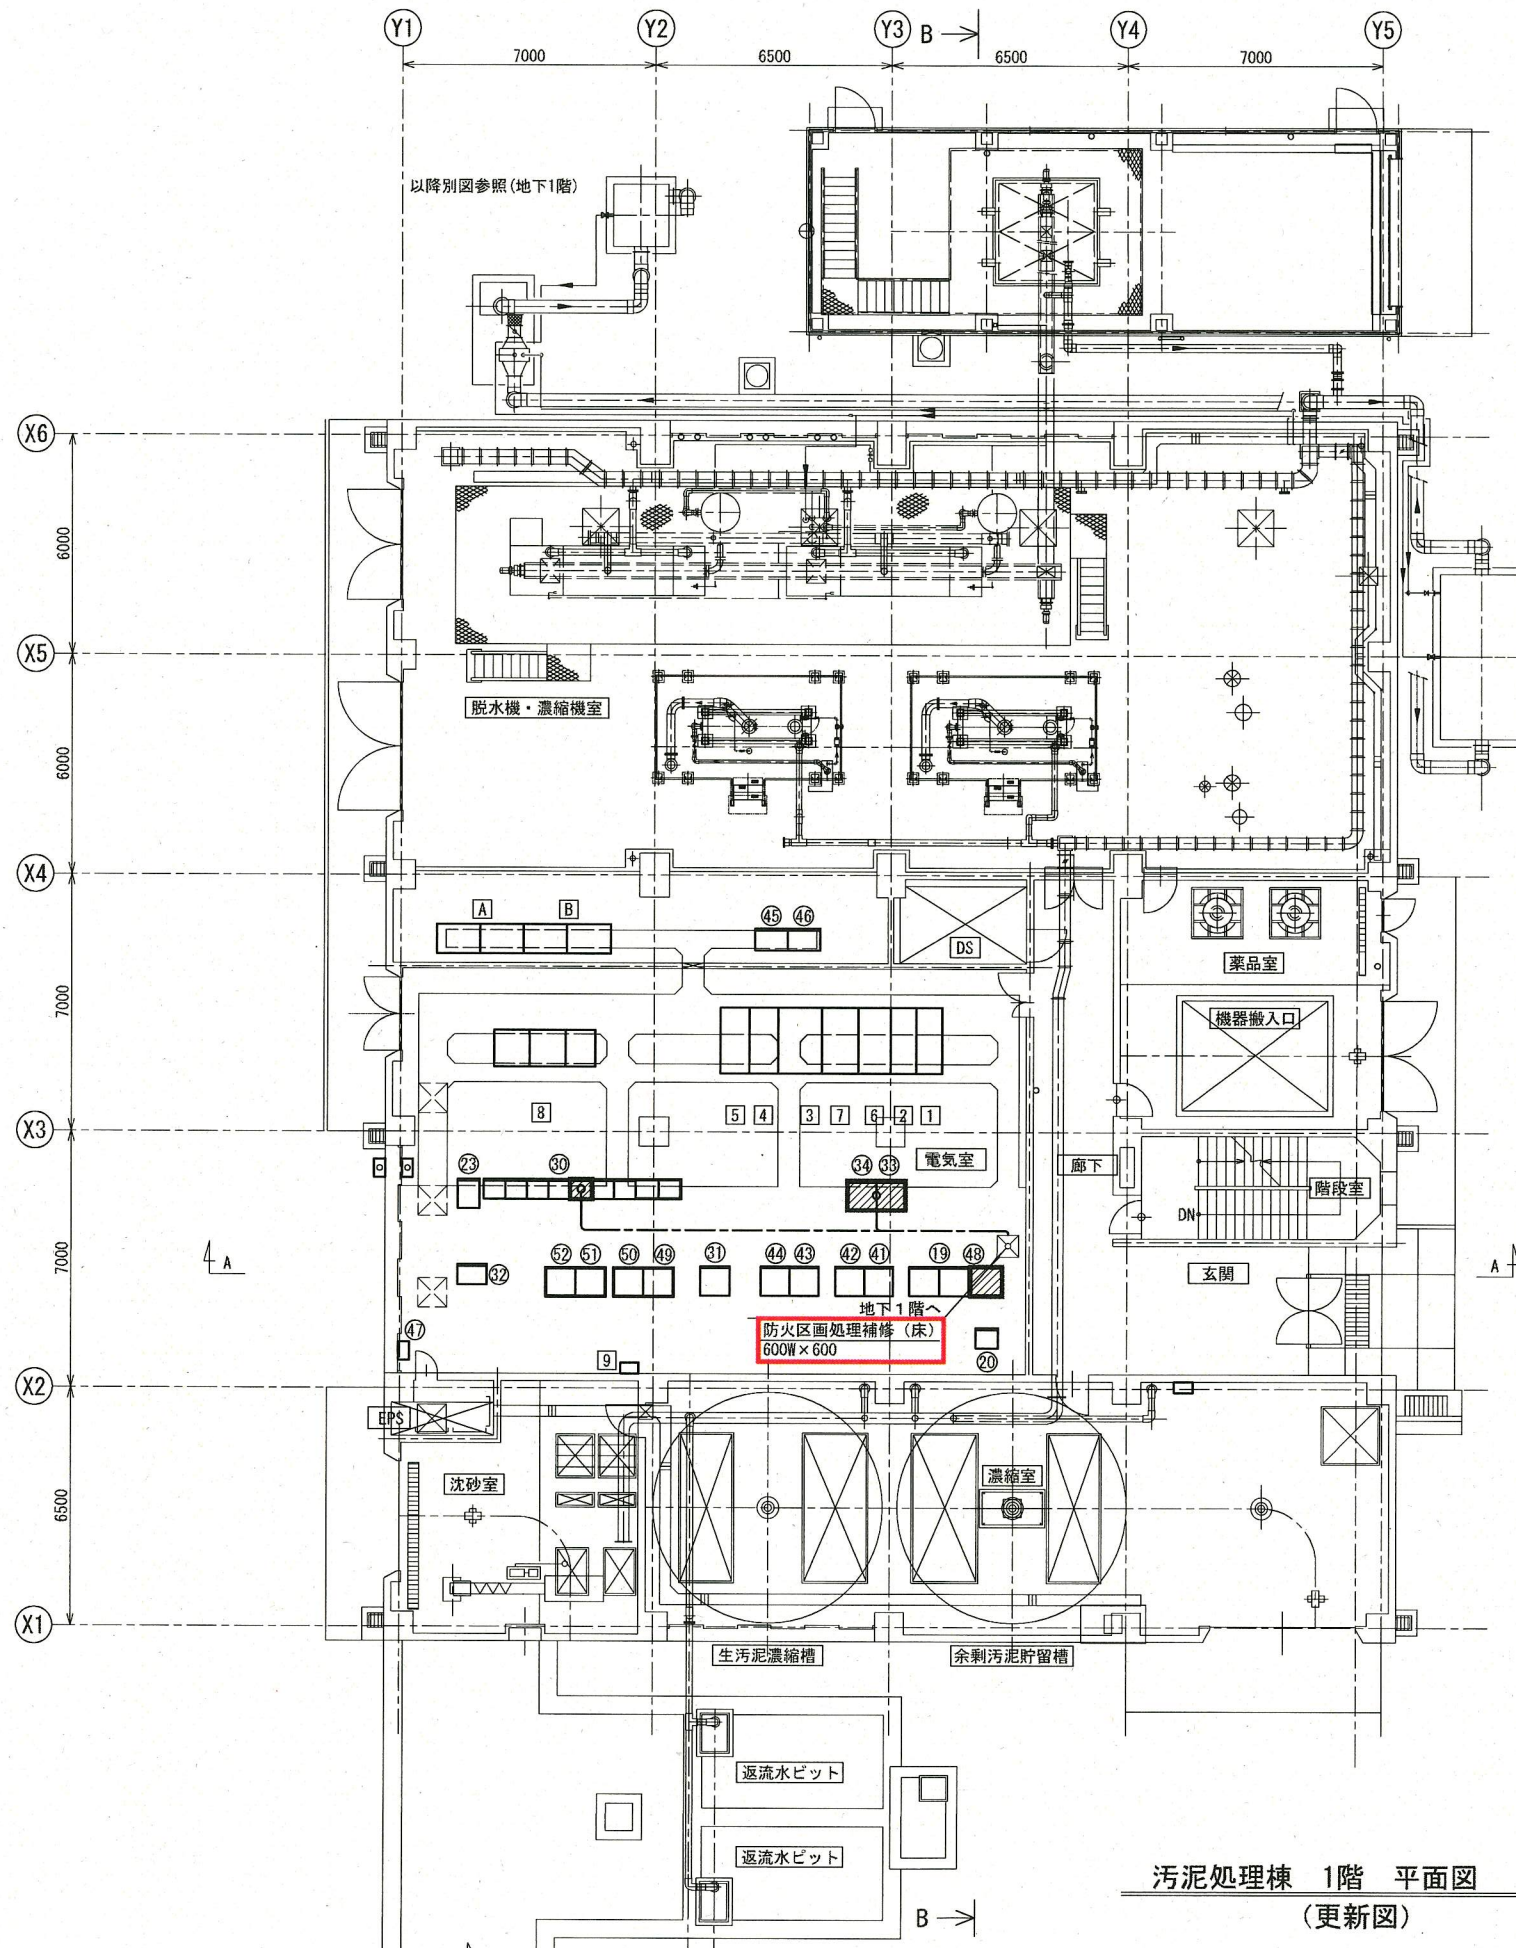 Y1
Y2
Y3
B
Y4
Y5
7000
6500
6500
7000
以降別図参照(地下1階)
X6
6000
X5
脱水機・濃縮機室
6000
X4
A
B
45
46
DS
薬品室
7000
機器搬入口
8
5
4
3
7
6
2
1
X3
電気室
廊下
23
30
34
33
階段室
DN
7000
A
A
32
52
51
50
49
31
44
43
42
41
19
48
玄関
地下1階へ
防火区画処理補修(床)
600W×600
47
9
20
X2
EPS
沈砂室
濃縮室
6500
X1
生汚泥濃縮槽
余剰汚泥貯留槽
返流水ピット
返流水ピット
B
汚泥処理棟 1階 平面図
(更新図)